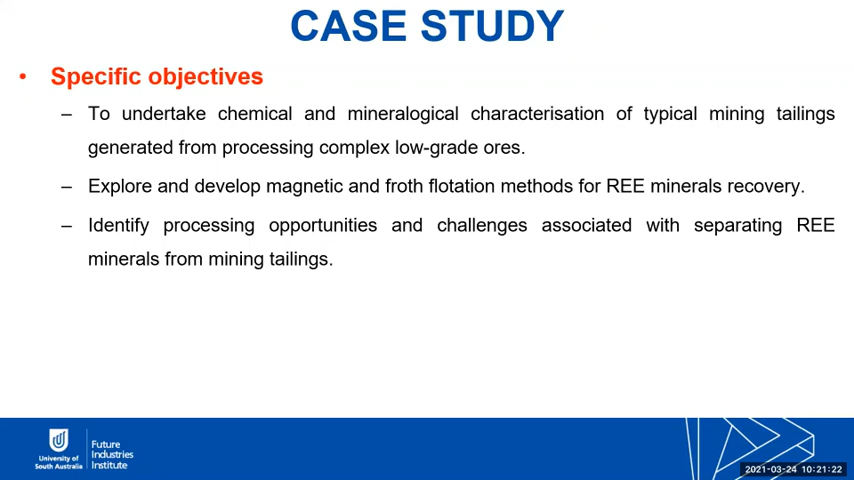 CASE STUDY
• Specific objectives
– To undertake chemical and mineralogical characterisation of typical mining tailings
generated from processing complex low-grade ores.
– Explore and develop magnetic and froth flotation methods for REE minerals recovery.
– Identify processing opportunities and challenges associated with separating REE
minerals from mining tailings.
University of
South Australia
Future
Industries
Institute
2021-03-24 10:21:22